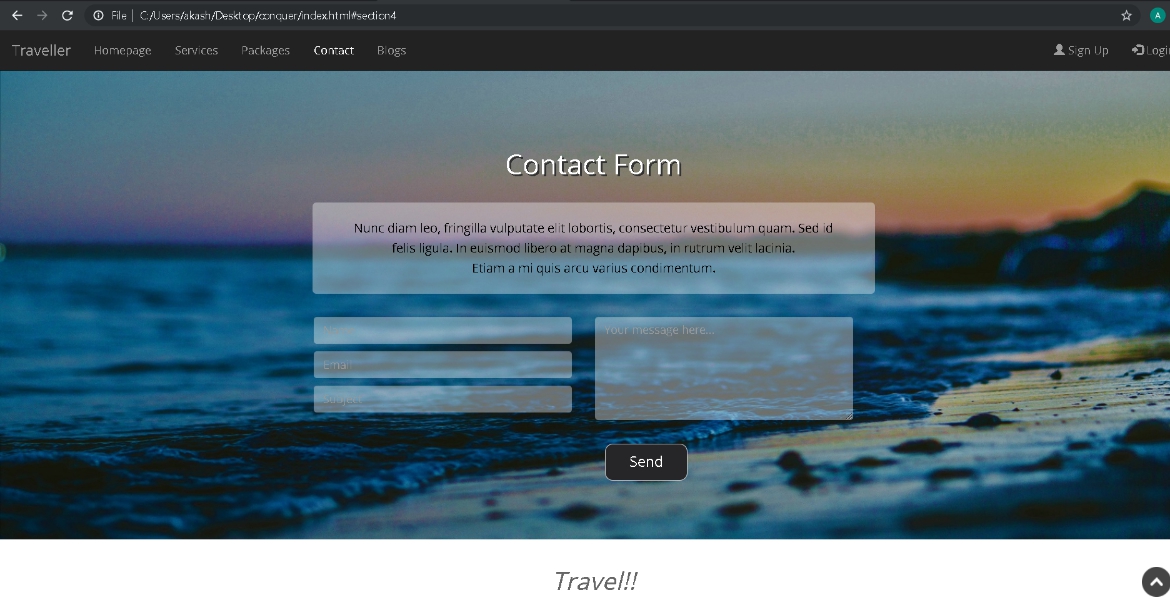 File | C:/Users/akash/Desktop/conquer/index.html#section4
A
Traveller Homepage Services Packages Contact Blogs Sign Up Logi
Contact Form
Nunc diam leo, fringilla vulputate elit lobortis, consectetur vestibulum quam. Sed id
felis ligula. In euismod libero at magna dapibus, in rutrum velit lacinia.
Etiam a mi quis arcu varius condimentum.
Your message here...
Email
Subject
Send
Travel!!